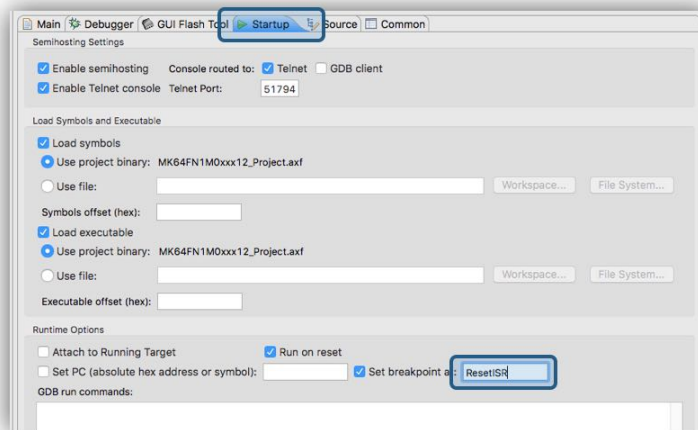 Main Debugger GUI Flash Tool Startup Source Common
Semihosting Settings
Enable semihosting Console routed to: Telnet GDB client
Enable Telnet console Telnet Port: 51794
Load Symbols and Executable
Load symbols
Use project binary: MK64FN1M0xxx12_Project.axf
Use file: Workspace... File System...
Symbols offset (hex):
Load executable
Use project binary: MK64FN1M0xxx12_Project.axf
Use file: Workspace... File System...
Executable offset (hex):
Runtime Options
Attach to Running Target Run on reset
Set PC (absolute hex address or symbol): Set breakpoint at: ResetISR
GDB run commands: